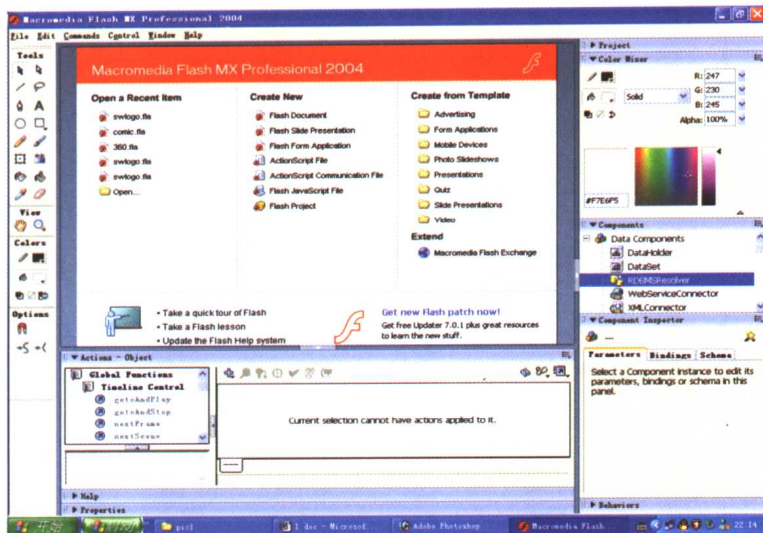 Macromedia Flash MX Professional 2004
File Edit Commands Control Window Help
Tools
View
Colors
Options
Macromedia Flash MX Professional 2004
Open a Recent Item
swlogo.fla
comic.fla
360.fla
swlogo.fla
swlogo.fla
Open...
Create New
Flash Document
Flash Slide Presentation
Flash Form Application
ActionScript File
ActionScript Communication File
Flash JavaScript File
Flash Project
Create from Template
Advertising
Form Applications
Mobile Devices
Photo Slideshows
Presentations
Quiz
Slide Presentations
Video
Extend
Macromedia Flash Exchange
• Take a quick tour of Flash
• Take a Flash lesson
• Update the Flash Help system
Get new Flash patch now!
Get free Updater 7.0.1 plus great resources
to learn the new stuff.
Project
Color Mixer
R: 247
G: 230
Solid
B: 245
Alpha: 100%
#F7E6F5
Components
Data Components
DataHolder
DataSet
RDBMSResolver
WebServiceConnector
XMLConnector
Component Inspector
Parameters Bindings Schema
Select a Component instance to edit its
parameters, bindings or schema in this
panel.
Behaviors
Actions - Object
Global Functions
Timeline Control
gotoAndPlay
gotoAndStop
nextFrame
nextScene
Current selection cannot have actions applied to it.
Help
Properties
开始
pic1
1 doc - Microsof...
Adobe Photoshop
Macromedia Flash
22:14